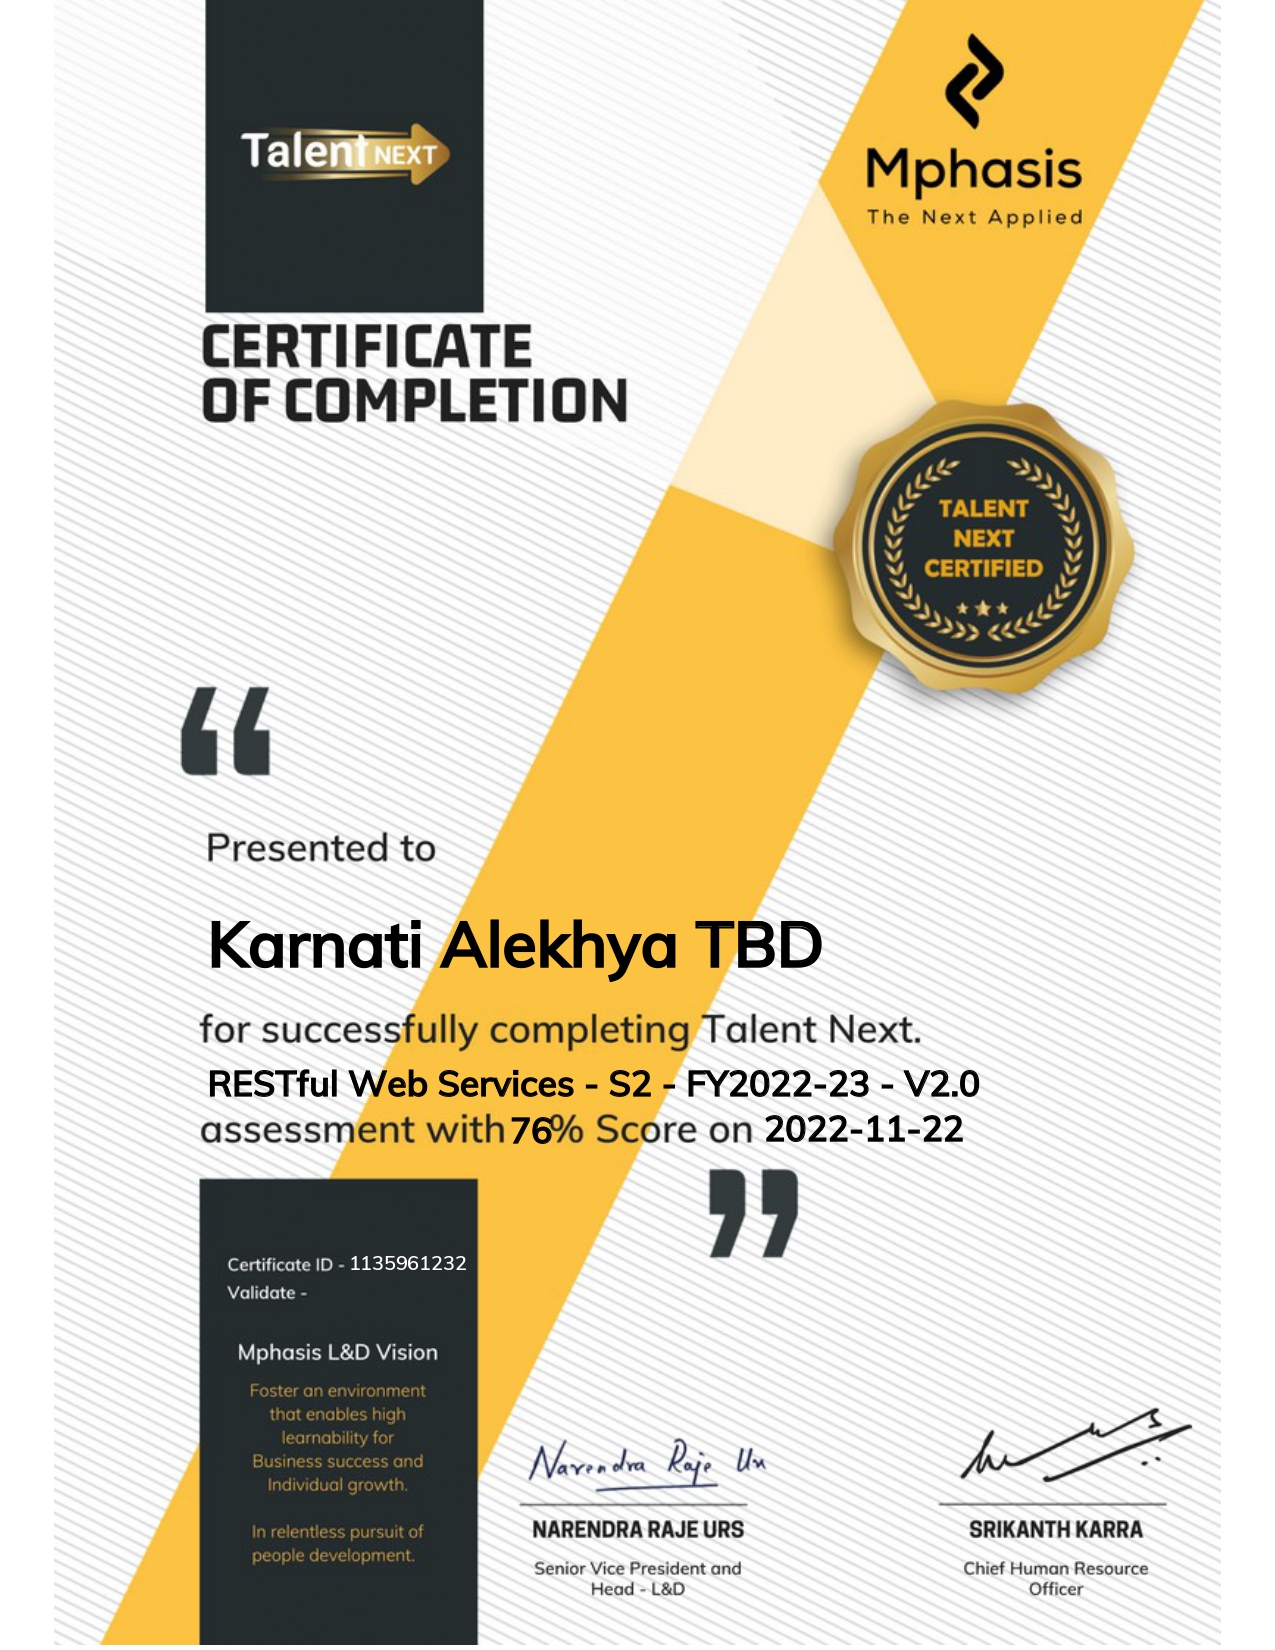 Talent NEXT
Mphasis
The Next Applied
CERTIFICATE
OF COMPLETION
TALENT
NEXT
CERTIFIED
“
Presented to
Karnati Alekhya TBD
for successfully completing Talent Next.
RESTful Web Services - S2 - FY2022-23 - V2.0
assessment with 76% Score on 2022-11-22
”
Certificate ID - 1135961232
Validate -
Mphasis L&D Vision
Foster an environment
that enables high
learnability for
Business success and
Individual growth.
In relentless pursuit of
people development.
Narendra Raje Urs
NARENDRA RAJE URS
Senior Vice President and
Head - L&D
SRIKANTH KARRA
Chief Human Resource
Officer